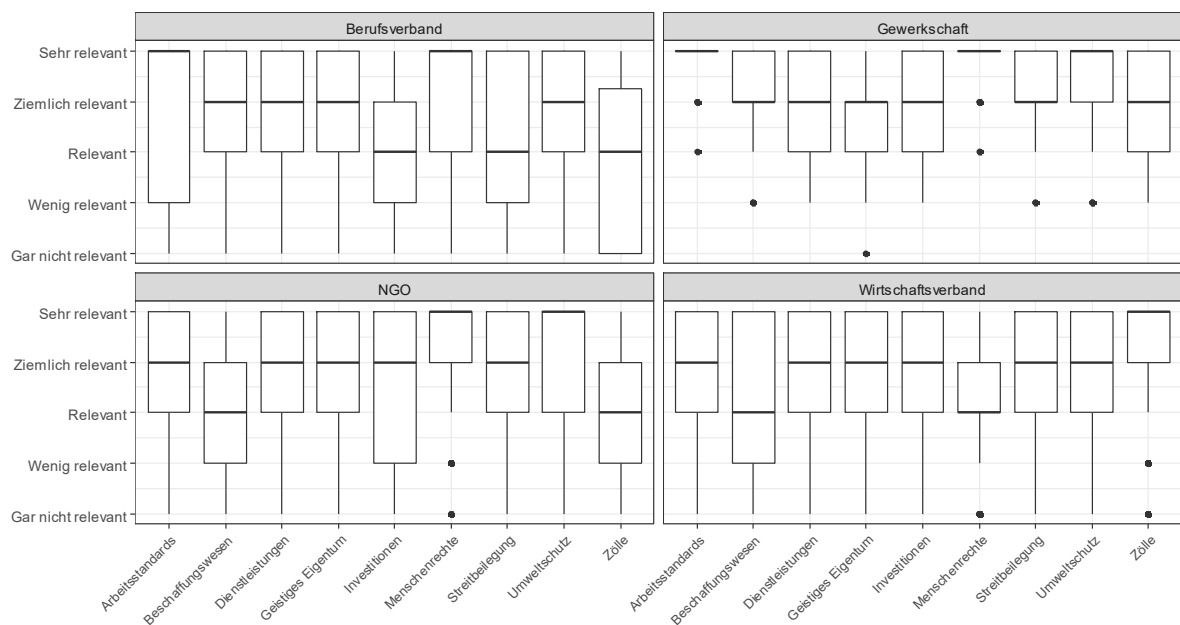 Berufsverband
Gewerkschaft
Sehr relevant
Ziemlich relevant
Relevant
Wenig relevant
Gar nicht relevant
NGO
Wirtschaftsverband
Sehr relevant
Ziemlich relevant
Relevant
Wenig relevant
Gar nicht relevant
Arbeitsstandards
Beschaffungswesen
Dienstleistungen
Geistiges Eigentum
Investitionen
Menschenrechte
Streitbeilegung
Umweltschutz
Zölle
Arbeitsstandards
Beschaffungswesen
Dienstleistungen
Geistiges Eigentum
Investitionen
Menschenrechte
Streitbeilegung
Umweltschutz
Zölle